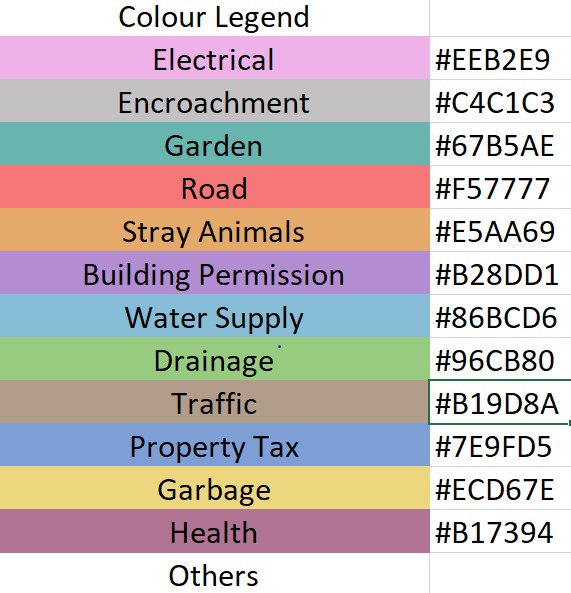 Colour Legend
Electrical #EEB2E9
Encroachment #C4C1C3
Garden #67B5AE
Road #F57777
Stray Animals #E5AA69
Building Permission #B28DD1
Water Supply #86BCD6
Drainage #96CB80
Traffic #B19D8A
Property Tax #7E9FD5
Garbage #ECD67E
Health #B17394
Others